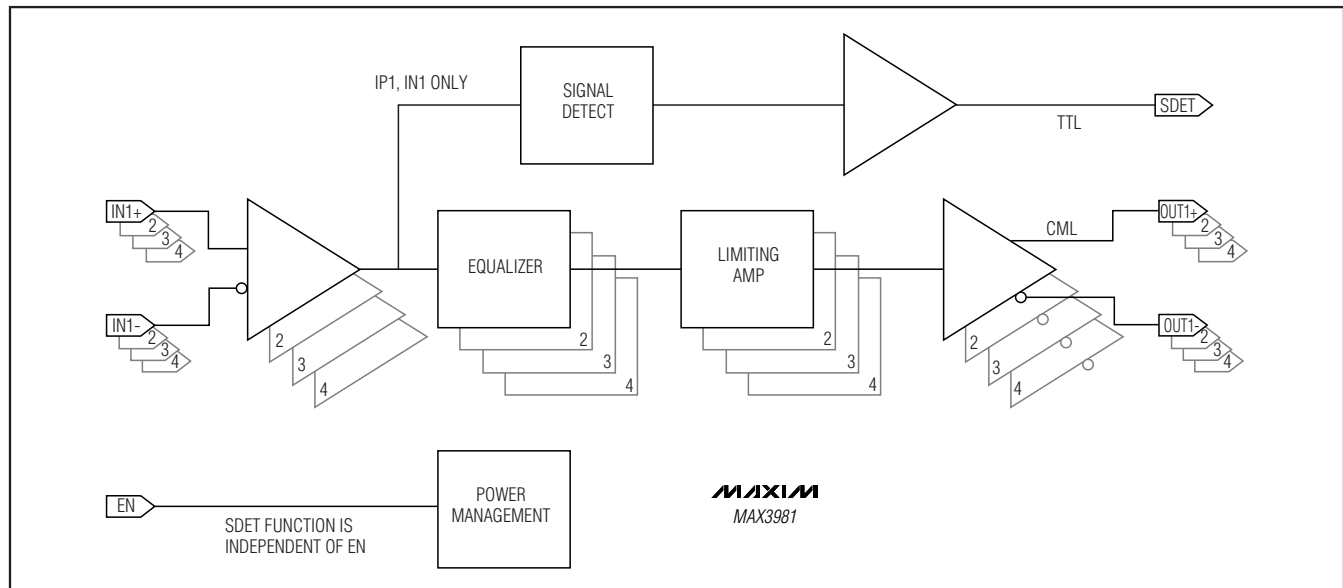 IP1, IN1 ONLY
SIGNAL
DETECT
TTL
SDET
IN1+
2
3
4
IN1-
2
3
4
2
3
4
EQUALIZER
2
3
4
LIMITING
AMP
2
3
4
CML
2
3
4
OUT1+
2
3
4
OUT1-
2
3
4
EN
SDET FUNCTION IS
INDEPENDENT OF EN
POWER
MANAGEMENT
MAXIM
MAX3981